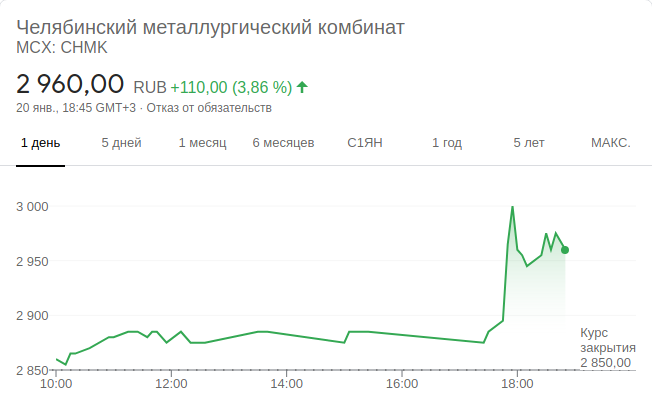 Челябинский металлургический комбинат
MCX: CHMK
2 960,00 RUB +110,00 (3,86 %) ↑
20 янв., 18:45 GMT+3 · Отказ от обязательств
1 день 5 дней 1 месяц 6 месяцев С1ЯН 1 год 5 лет МАКС.
3 000
2 950
2 900
Курс
закрытия
2 850,00
2 850
10:00 12:00 14:00 16:00 18:00